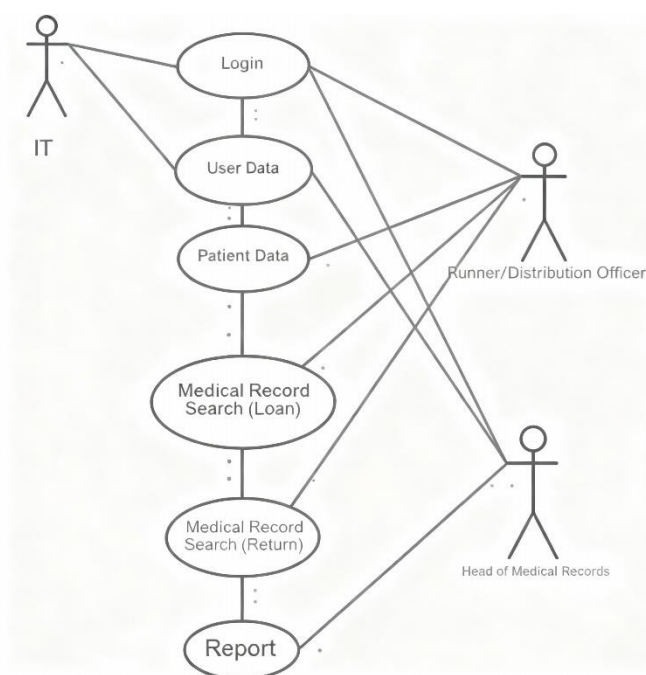 Login
IT
User Data
Patient Data
Runner/Distribution Officer
Medical Record
Search (Loan)
Medical Record
Search (Return)
Head of Medical Records
Report